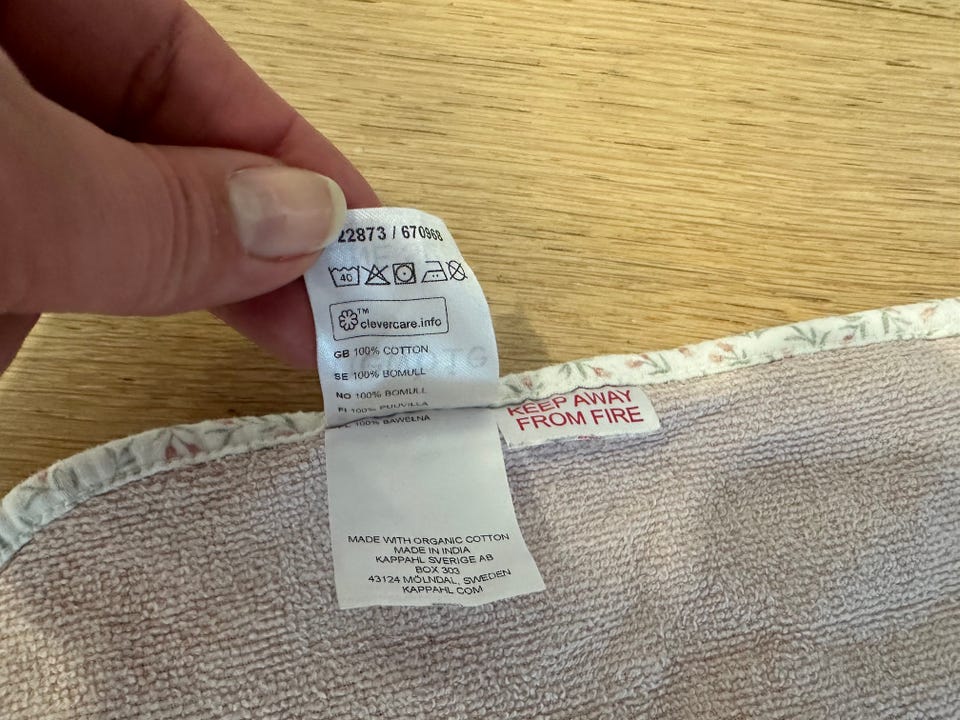 22873 / 670968
40
TM
clevercare.info
GB 100% COTTON
SE 100% BOMULL
NO 100% BOMULL
FI 100% PUUVILLA
PL 100% BAWEŁNA
KEEP AWAY
FROM FIRE
MADE WITH ORGANIC COTTON
MADE IN INDIA
KAPPAHL SVERIGE AB
BOX 303
43124 MÖLNDAL, SWEDEN
KAPPAHL.COM